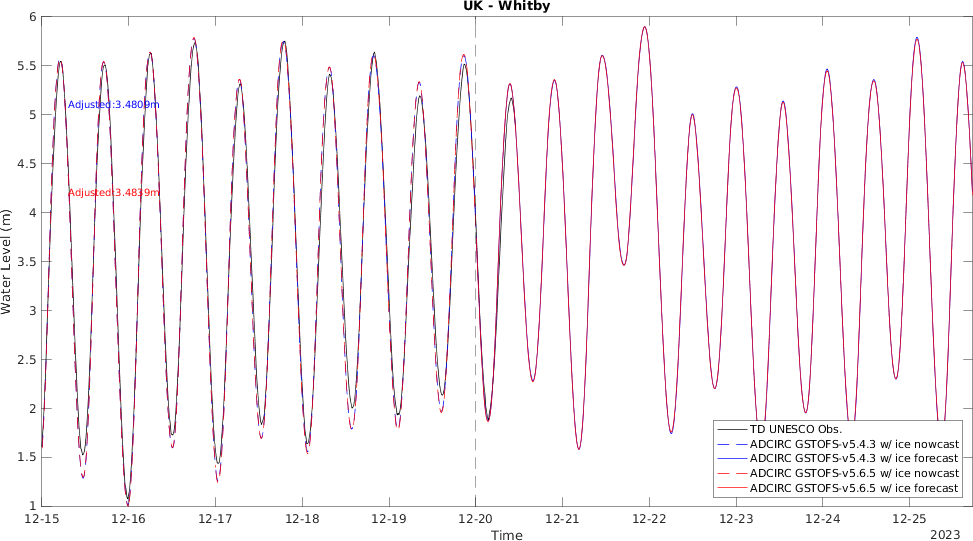 UK - Whitby
6
5.5
5
4.5
4
3.5
3
2.5
2
1.5
1
Water Level (m)
Adjusted:3.4809m
Adjusted:3.4839m
TD UNESCO Obs.
ADCIRC GSTOFS-v5.4.3 w/ ice nowcast
ADCIRC GSTOFS-v5.4.3 w/ ice forecast
ADCIRC GSTOFS-v5.6.5 w/ ice nowcast
ADCIRC GSTOFS-v5.6.5 w/ ice forecast
12-15 12-16 12-17 12-18 12-19 12-20 12-21 12-22 12-23 12-24 12-25
Time
2023